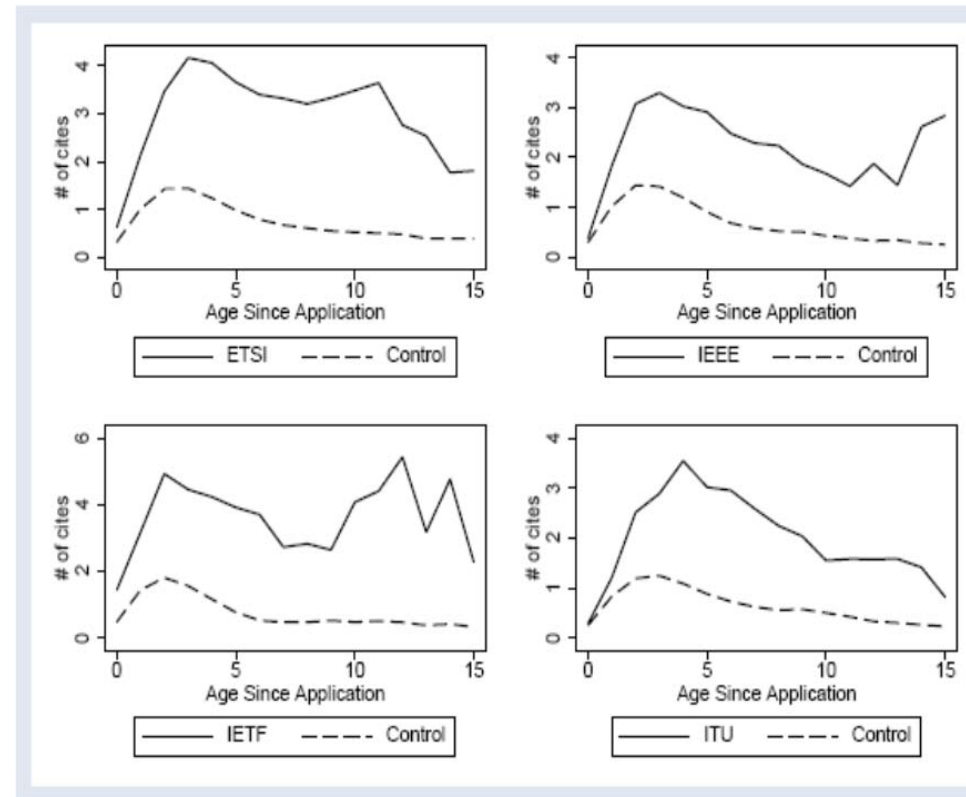 # of cites
0 1 2 3 4
0 5 10 15
Age Since Application
ETSI Control
# of cites
0 1 2 3 4
0 5 10 15
Age Since Application
IEEE Control
# of cites
0 2 4 6
0 5 10 15
Age Since Application
IETF Control
# of cites
0 1 2 3 4
0 5 10 15
Age Since Application
ITU Control